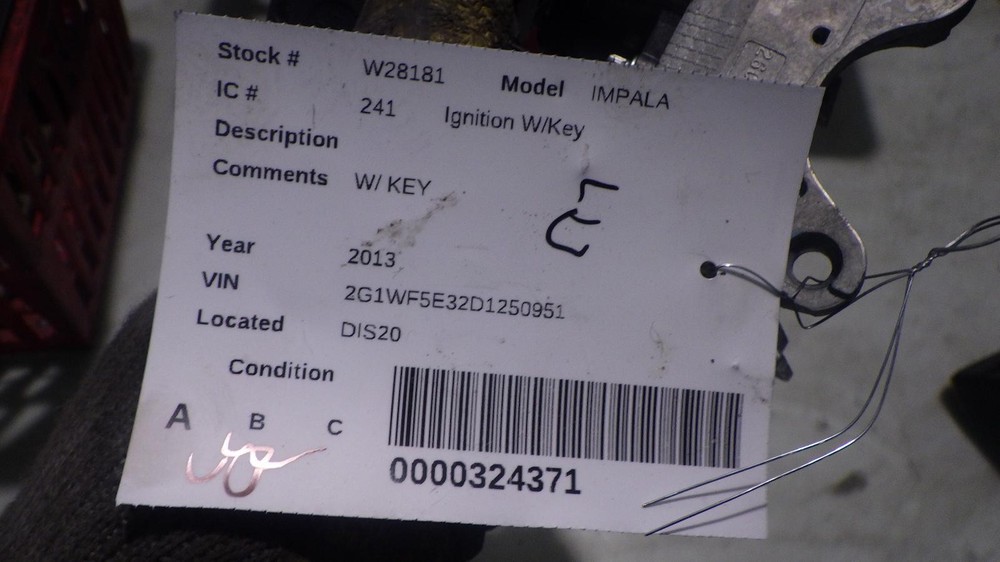 Stock # W28181 Model IMPALA
IC # 241 Ignition W/Key
Description
Comments W/ KEY
Year 2013
VIN 2G1WF5E32D1250951
Located DIS20
Condition
A B C
0000324371